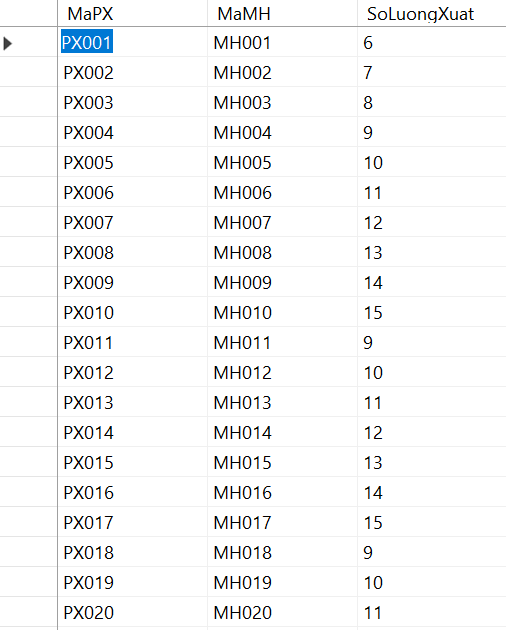 MaPX MaMH SoLuongXuat
PX001 MH001 6
PX002 MH002 7
PX003 MH003 8
PX004 MH004 9
PX005 MH005 10
PX006 MH006 11
PX007 MH007 12
PX008 MH008 13
PX009 MH009 14
PX010 MH010 15
PX011 MH011 9
PX012 MH012 10
PX013 MH013 11
PX014 MH014 12
PX015 MH015 13
PX016 MH016 14
PX017 MH017 15
PX018 MH018 9
PX019 MH019 10
PX020 MH020 11